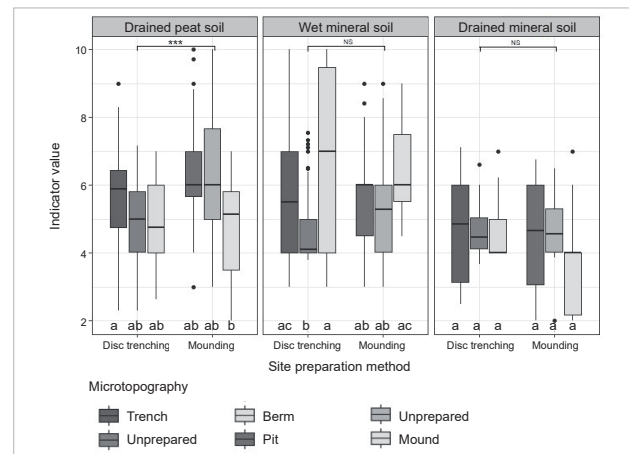 Drained peat soil Wet mineral soil Drained mineral soil
*** NS NS
10
8
6
4
2
Indicator value
a ab ab ab ab b ac b a ab ab ac a a a a a a
Disc trenching Mounding Disc trenching Mounding Disc trenching Mounding
Site preparation method
Microtopography
Trench Berm Unprepared
Unprepared Pit Mound